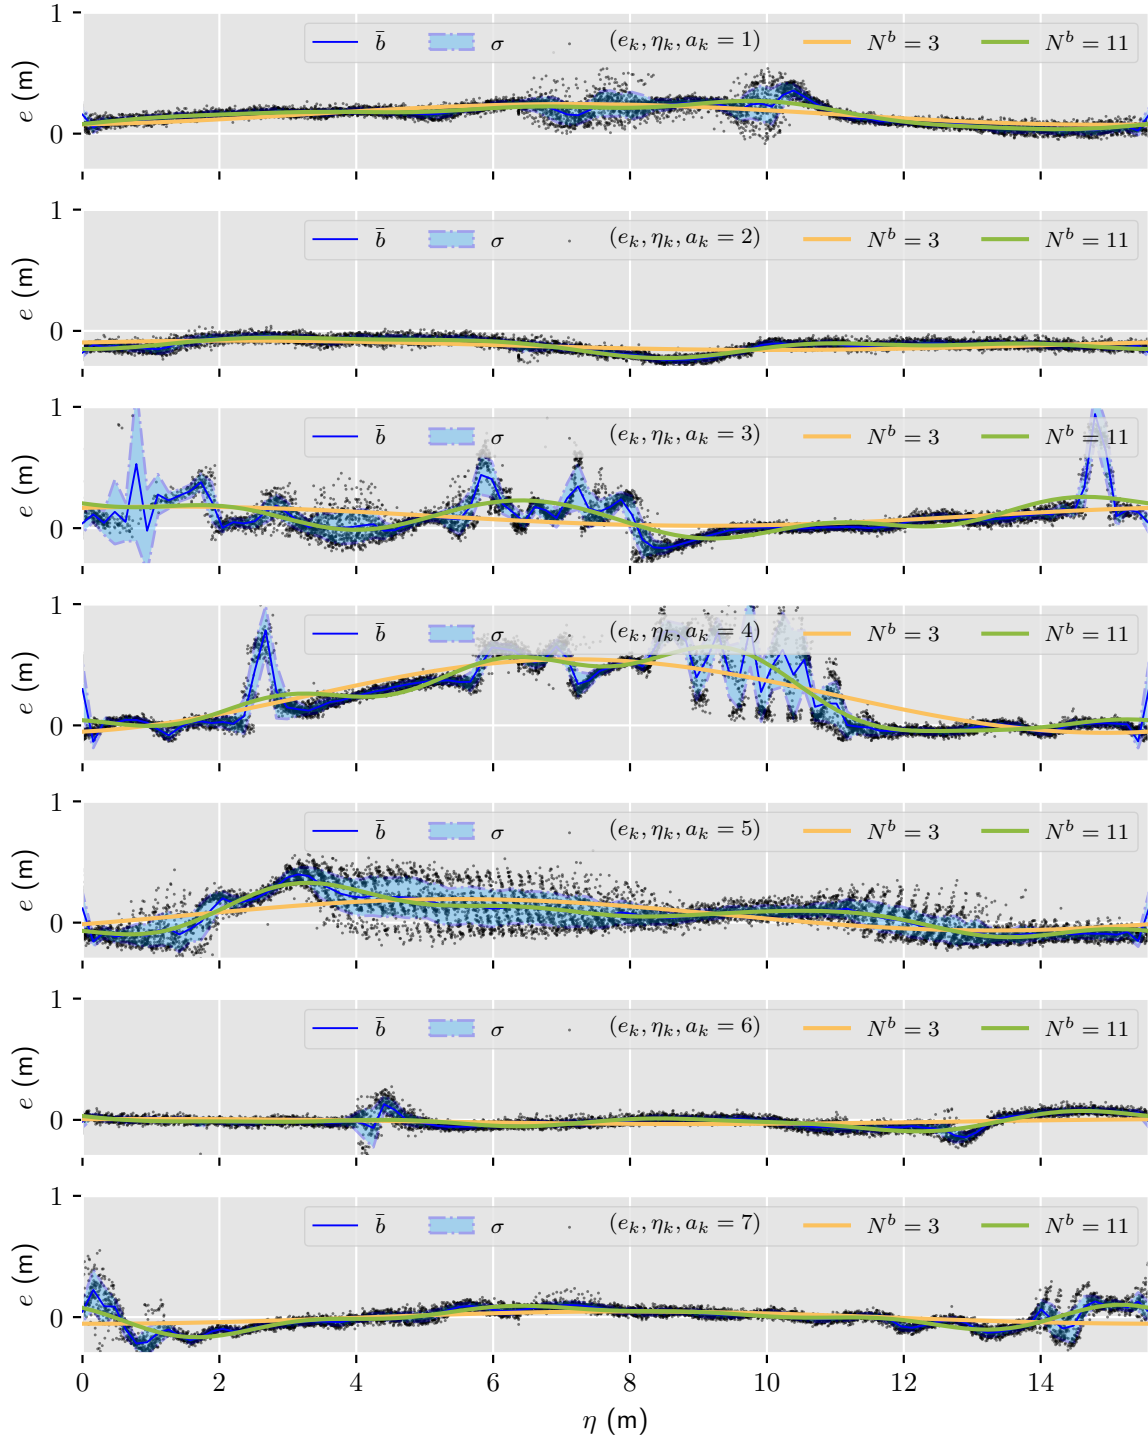 1
0
e (m)
b̄ σ (e_k, η_k, a_k = 1) N^b = 3 N^b = 11
1
0
e (m)
b̄ σ (e_k, η_k, a_k = 2) N^b = 3 N^b = 11
1
0
e (m)
b̄ σ (e_k, η_k, a_k = 3) N^b = 3 N^b = 11
1
0
e (m)
b̄ σ (e_k, η_k, a_k = 4) N^b = 3 N^b = 11
1
0
e (m)
b̄ σ (e_k, η_k, a_k = 5) N^b = 3 N^b = 11
1
0
e (m)
b̄ σ (e_k, η_k, a_k = 6) N^b = 3 N^b = 11
1
0
e (m)
b̄ σ (e_k, η_k, a_k = 7) N^b = 3 N^b = 11
0 2 4 6 8 10 12 14
η (m)